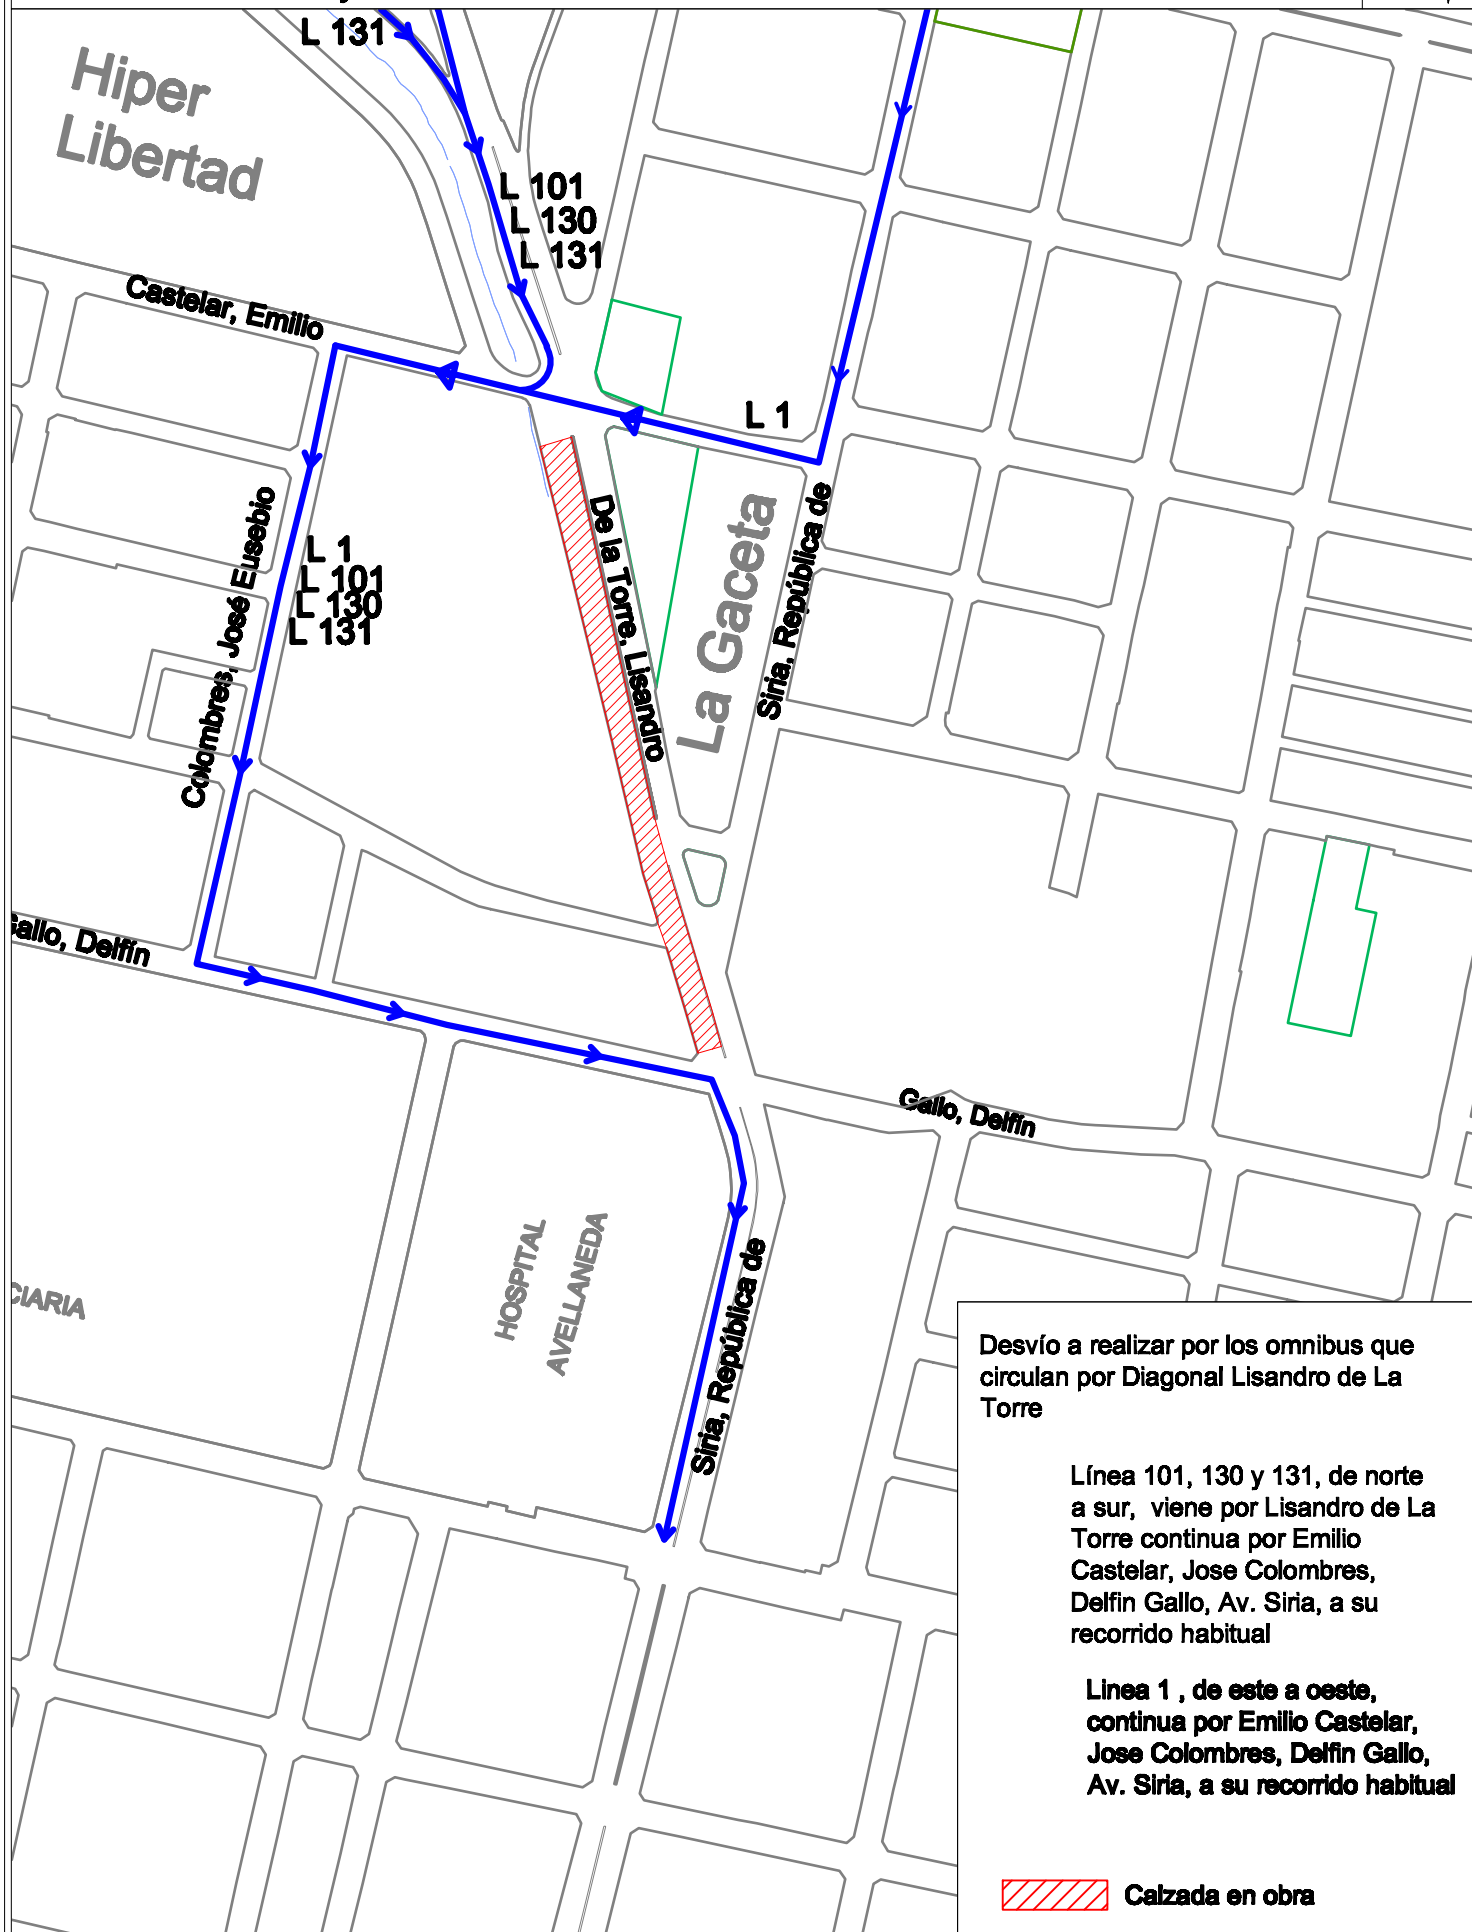 L 131
Hiper
Libertad
L 101
L 130
L 131
Castelar, Emilio
L 1
De la Torre, Lisandro
La Gaceta
Siria, República de
Colombres, José Eusebio
L 1
L 101
L 130
L 131
Gallo, Delfín
Gallo, Delfín
HOSPITAL
AVELLANEDA
CIARIA
Siria, República de
Desvío a realizar por los omnibus que
circulan por Diagonal Lisandro de La
Torre
Línea 101, 130 y 131, de norte
a sur, viene por Lisandro de La
Torre continua por Emilio
Castelar, Jose Colombres,
Delfin Gallo, Av. Siria, a su
recorrido habitual
Linea 1 , de este a oeste,
continua por Emilio Castelar,
Jose Colombres, Delfin Gallo,
Av. Siria, a su recorrido habitual
Calzada en obra